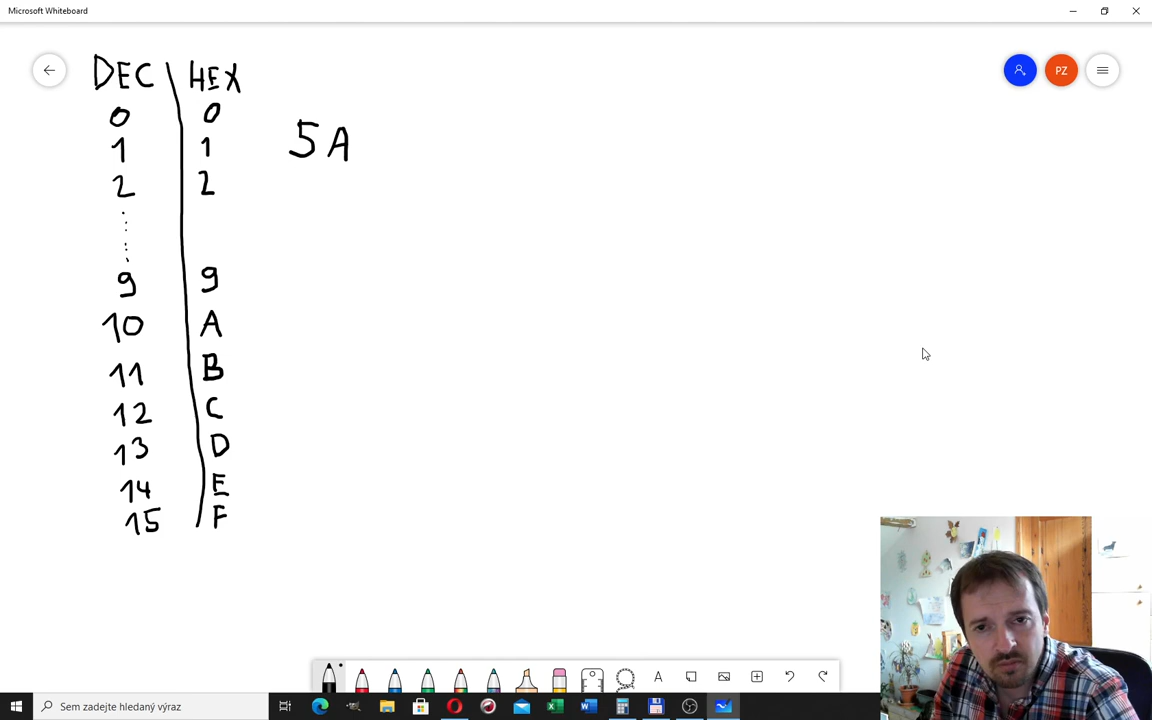 Microsoft Whiteboard
DEC HEX
0 0
1 1
2 2
9 9
10 A
11 B
12 C
13 D
14 E
15 F
5A
PZ
A
Sem zadejte hledaný výraz